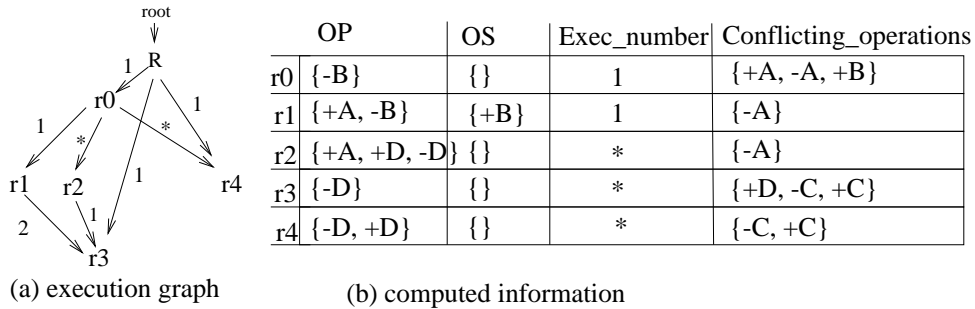 root
R
1
r0
1
*
*
1
1
r1
r2
r4
2
1
r3
(a) execution graph
OP OS Exec_number Conflicting_operations
r0 {-B} {} 1 {+A, -A, +B}
r1 {+A, -B} {+B} 1 {-A}
r2 {+A, +D, -D} {} * {-A}
r3 {-D} {} * {+D, -C, +C}
r4 {-D, +D} {} * {-C, +C}
(b) computed information